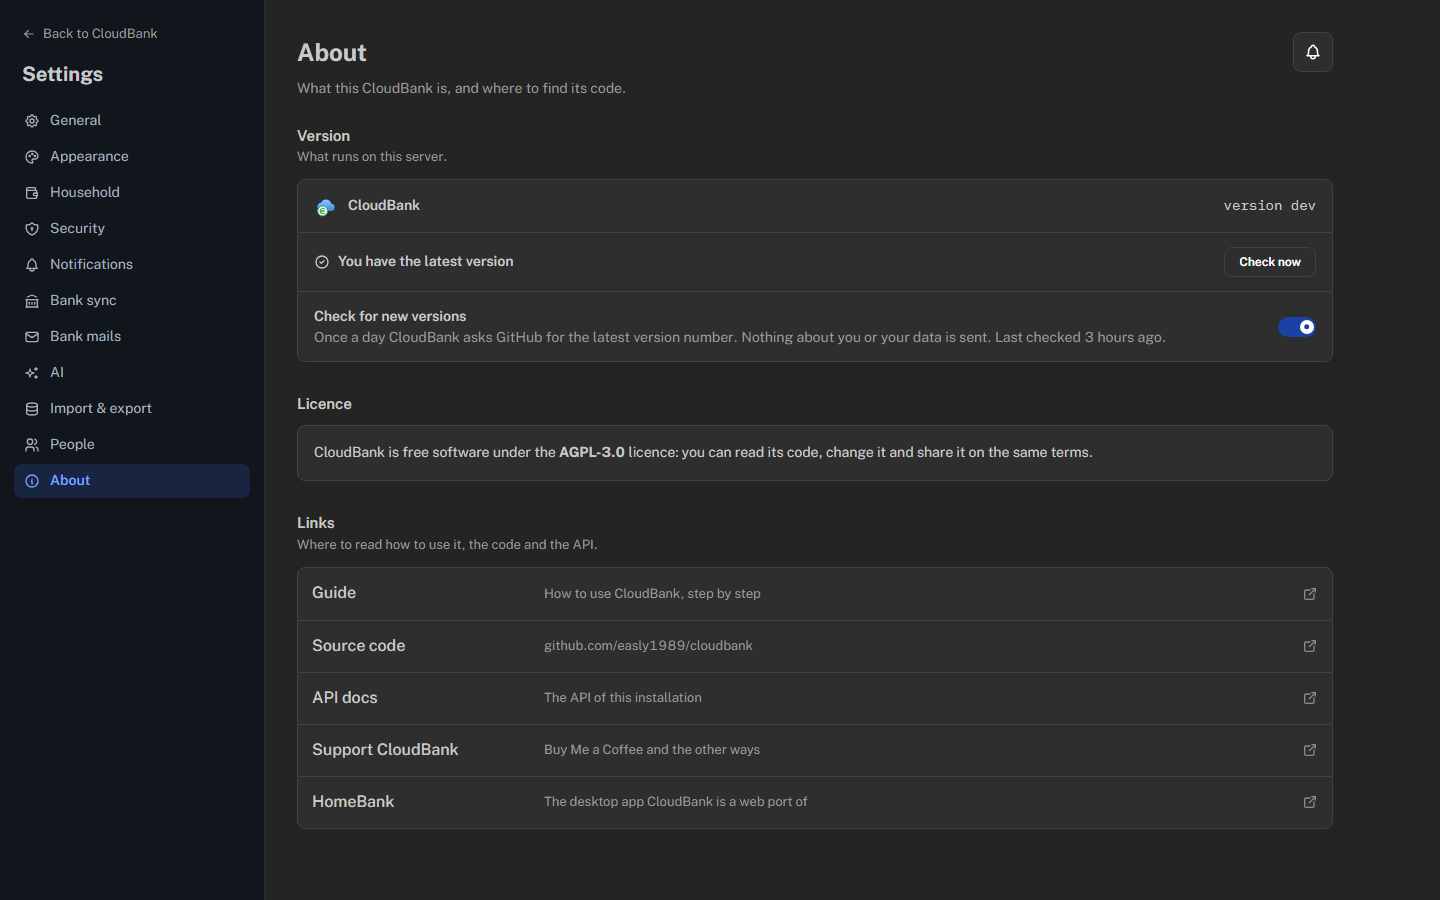 Back to CloudBank
Settings
General
Appearance
Household
Security
Notifications
Bank sync
Bank mails
AI
Import & export
People
About
About
What this CloudBank is, and where to find its code.
Version
What runs on this server.
CloudBank
version dev
You have the latest version
Check now
Check for new versions
Once a day CloudBank asks GitHub for the latest version number. Nothing about you or your data is sent. Last checked 3 hours ago.
Licence
CloudBank is free software under the AGPL-3.0 licence: you can read its code, change it and share it on the same terms.
Links
Where to read how to use it, the code and the API.
Guide
How to use CloudBank, step by step
Source code
github.com/easly1989/cloudbank
API docs
The API of this installation
Support CloudBank
Buy Me a Coffee and the other ways
HomeBank
The desktop app CloudBank is a web port of